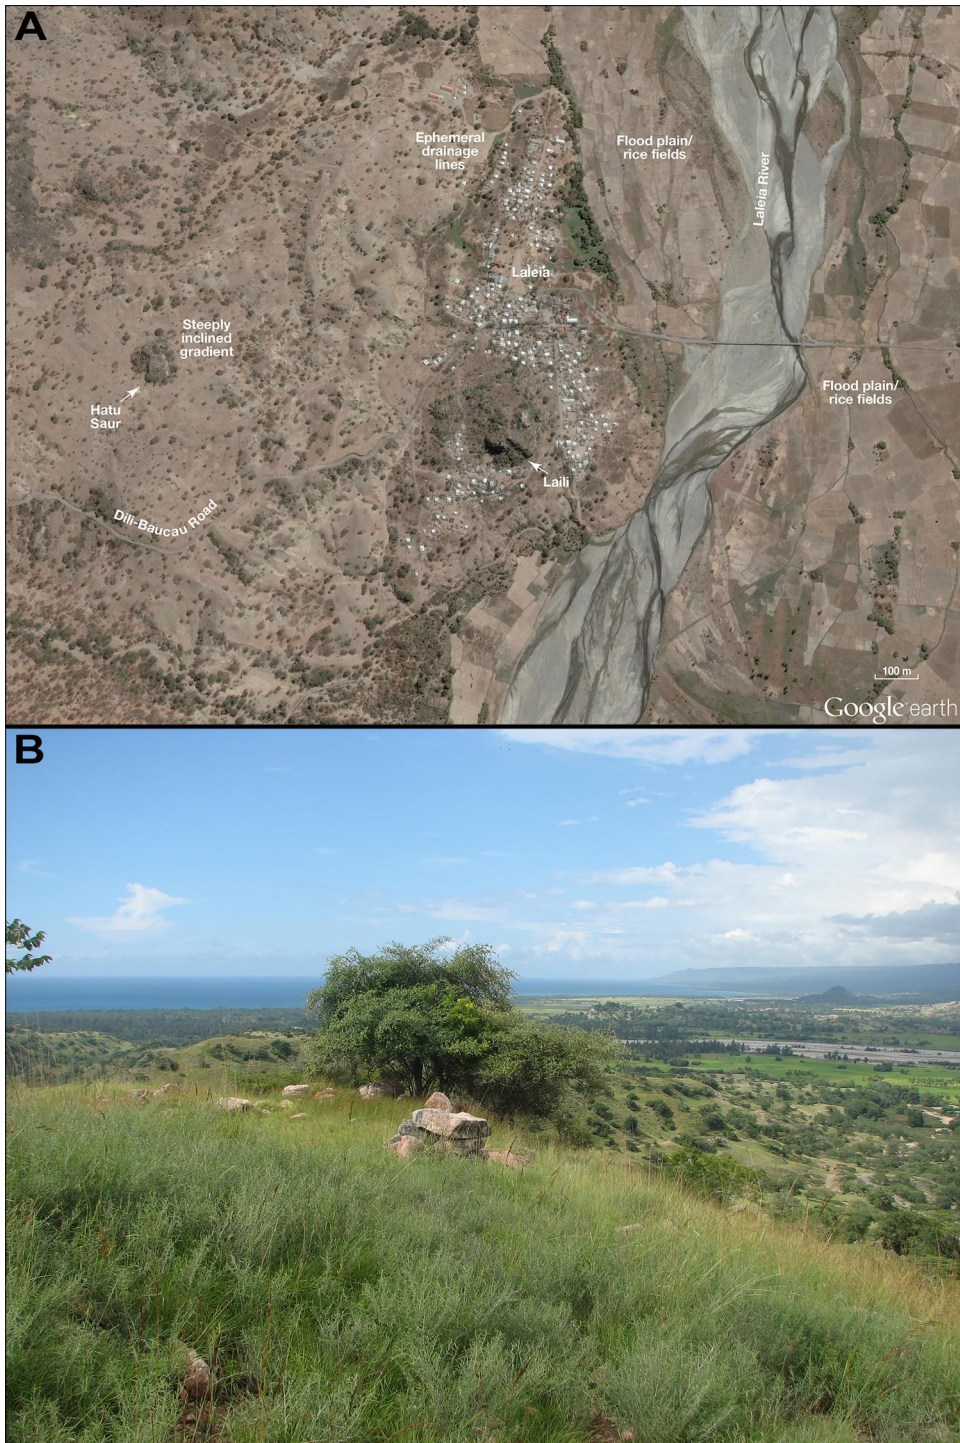 A
Ephemeral
drainage
lines
Flood plain/
rice fields
Laleia River
Laleia
Steeply
inclined
gradient
Hatu
Saur
Flood plain/
rice fields
Laili
Dili-Baucau Road
100 m
Google earth
B